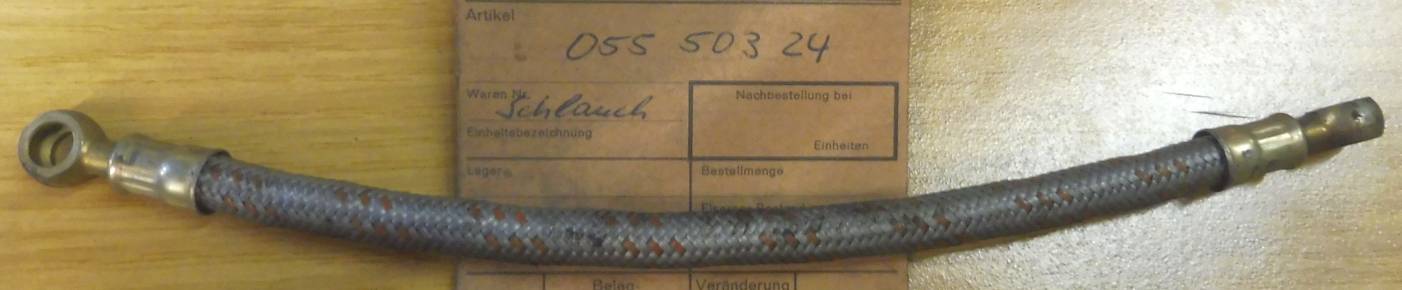 Artikel
055 503 24
Waren Nr.
Schlauch
Nachbestellung bei
Einheitsbezeichnung
Einheiten
Lager
Bestellmenge
Beleg-
Veränderung